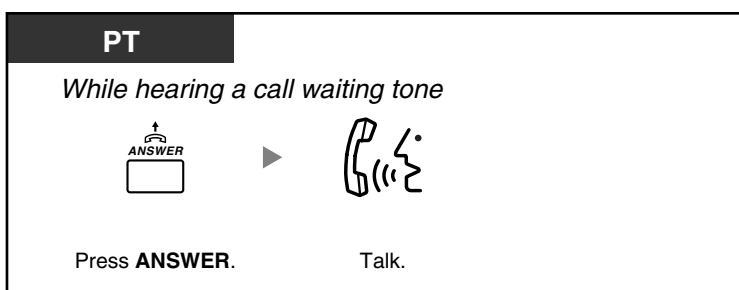 PT
While hearing a call waiting tone
ANSWER
Press ANSWER. Talk.